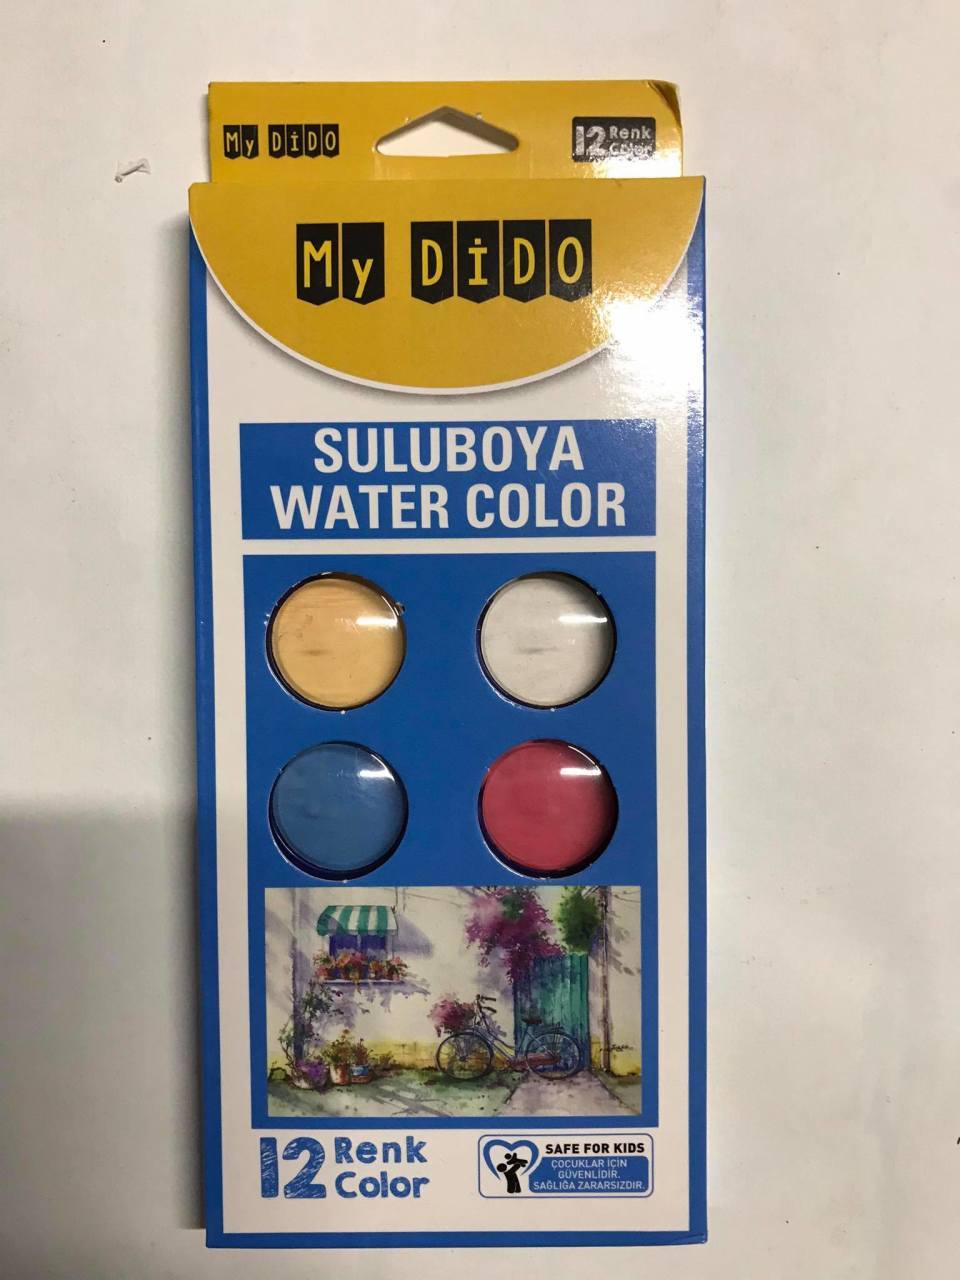 My DİDO
12 Renk
Color
My DİDO
SULUBOYA
WATER COLOR
12 Renk
Color
SAFE FOR KIDS
ÇOCUKLAR İÇİN
GÜVENLİDİR.
SAĞLIĞA ZARARSIZDIR.